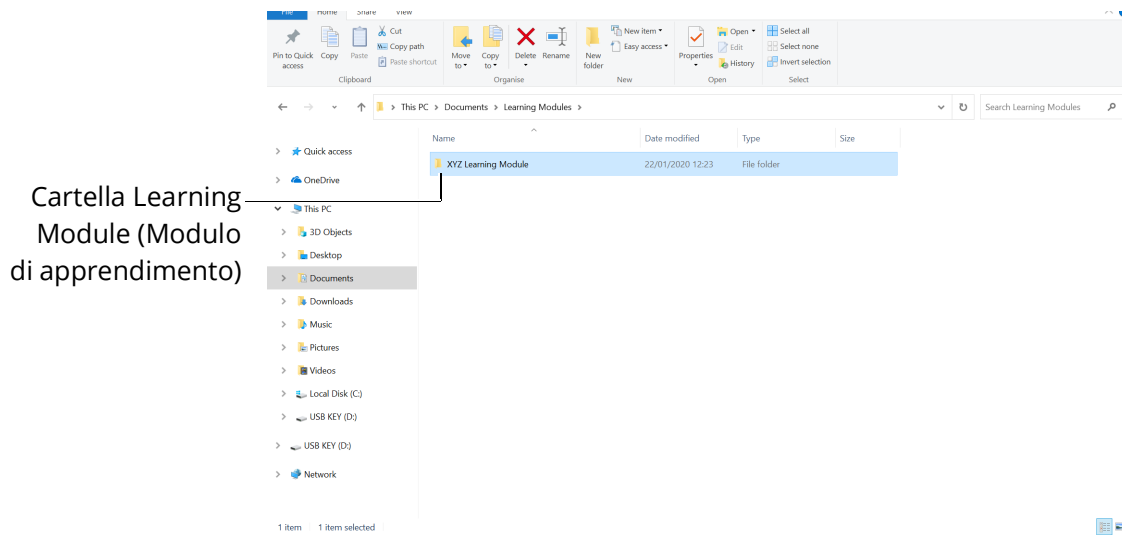 File Home Share View
Pin to Quick access
Copy
Paste
Cut
Copy path
Paste shortcut
Clipboard
Move to
Copy to
Delete
Rename
Organise
New folder
New item
Easy access
New
Properties
Open
Edit
History
Open
Select all
Select none
Invert selection
Select
This PC > Documents > Learning Modules >
Search Learning Modules
Name Date modified Type Size
XYZ Learning Module 22/01/2020 12:23 File folder
Quick access
OneDrive
This PC
3D Objects
Desktop
Documents
Downloads
Music
Pictures
Videos
Local Disk (C:)
USB KEY (D:)
USB KEY (D:)
Network
1 item 1 item selected
Cartella Learning
Module (Modulo
di apprendimento)